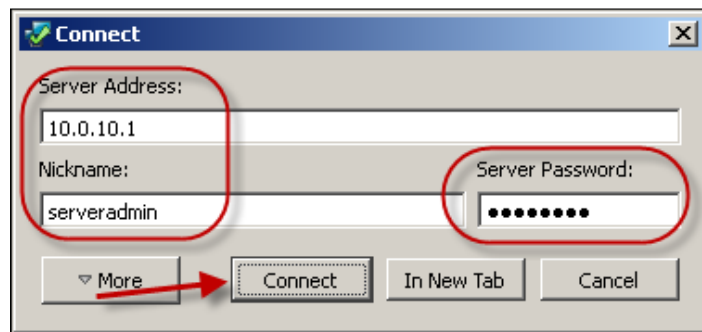 Connect
Server Address:
10.0.10.1
Nickname:
Server Password:
serveradmin
●●●●●●●●
More
Connect
In New Tab
Cancel